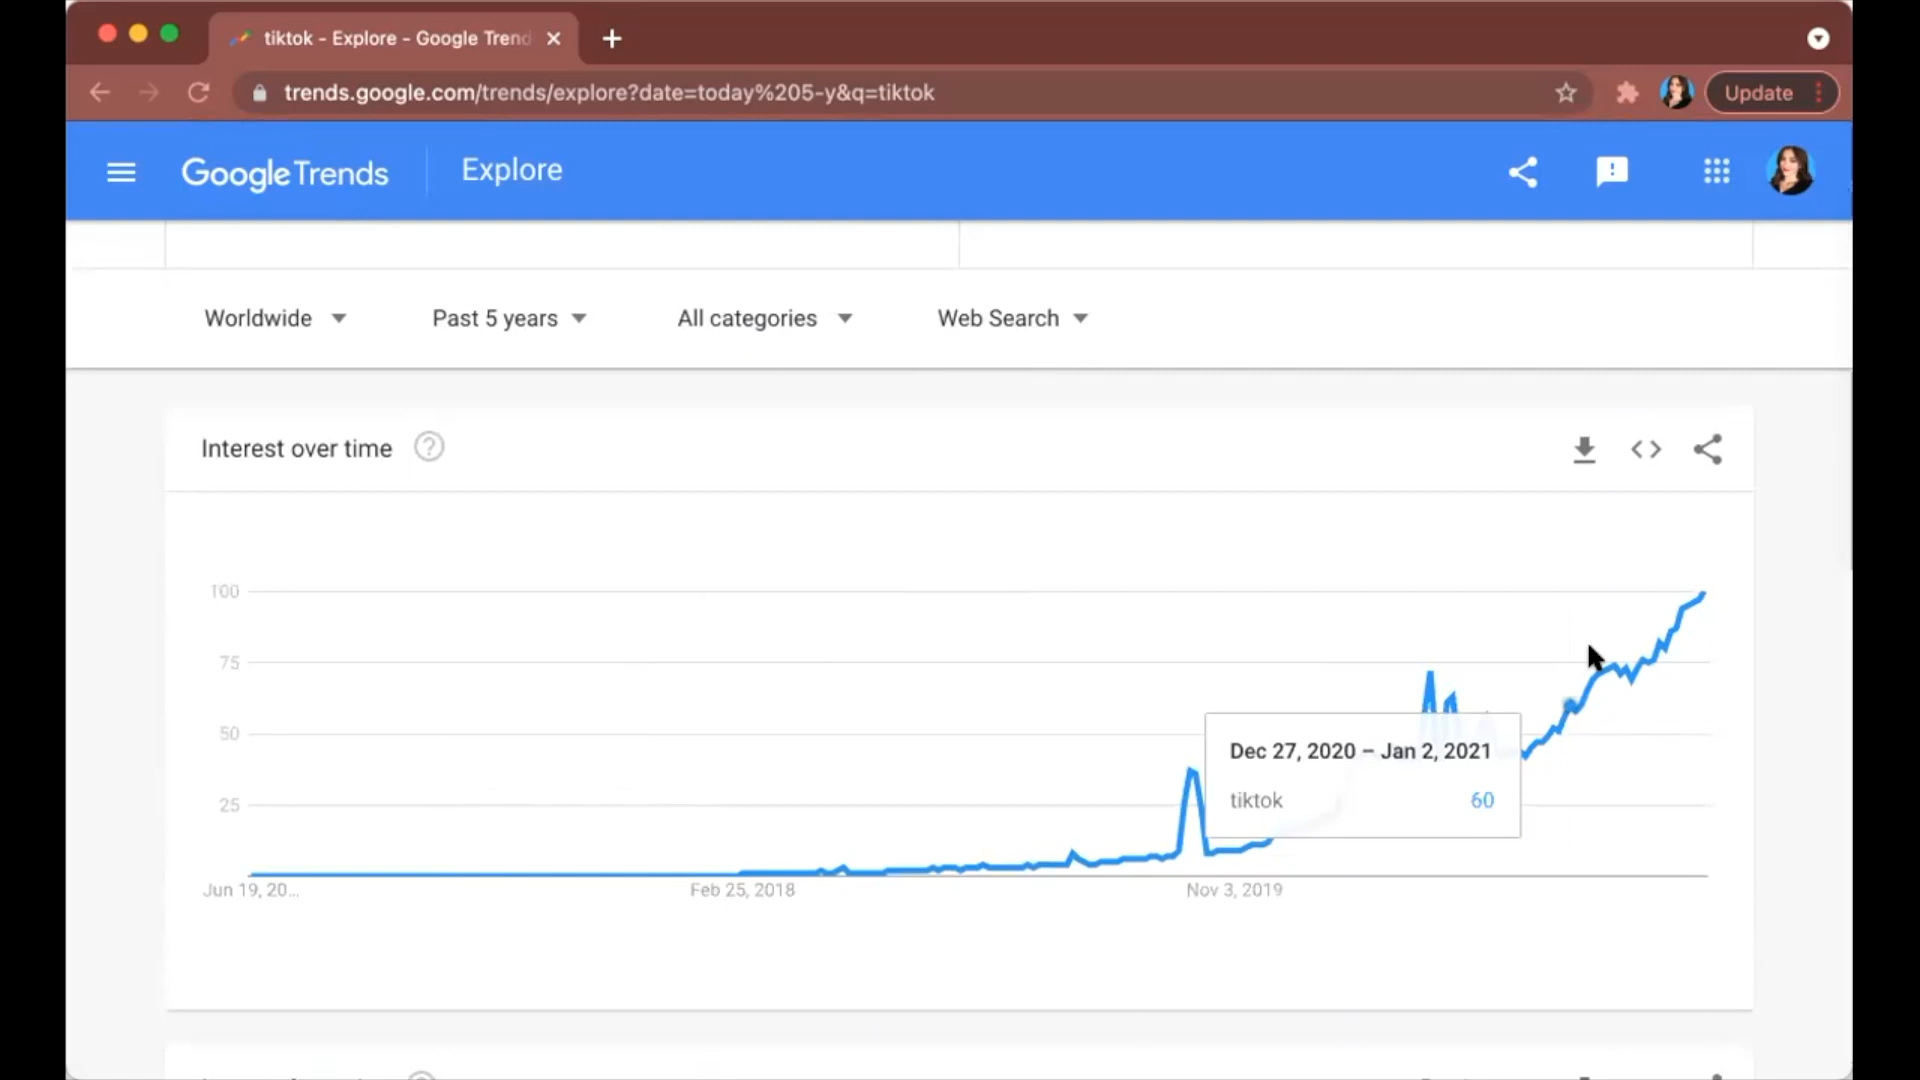 tiktok - Explore - Google Trend
trends.google.com/trends/explore?date=today%205-y&q=tiktok
Update
Google Trends
Explore
Worldwide
Past 5 years
All categories
Web Search
Interest over time
100
75
50
25
Dec 27, 2020 – Jan 2, 2021
tiktok 60
Jun 19, 20...
Feb 25, 2018
Nov 3, 2019